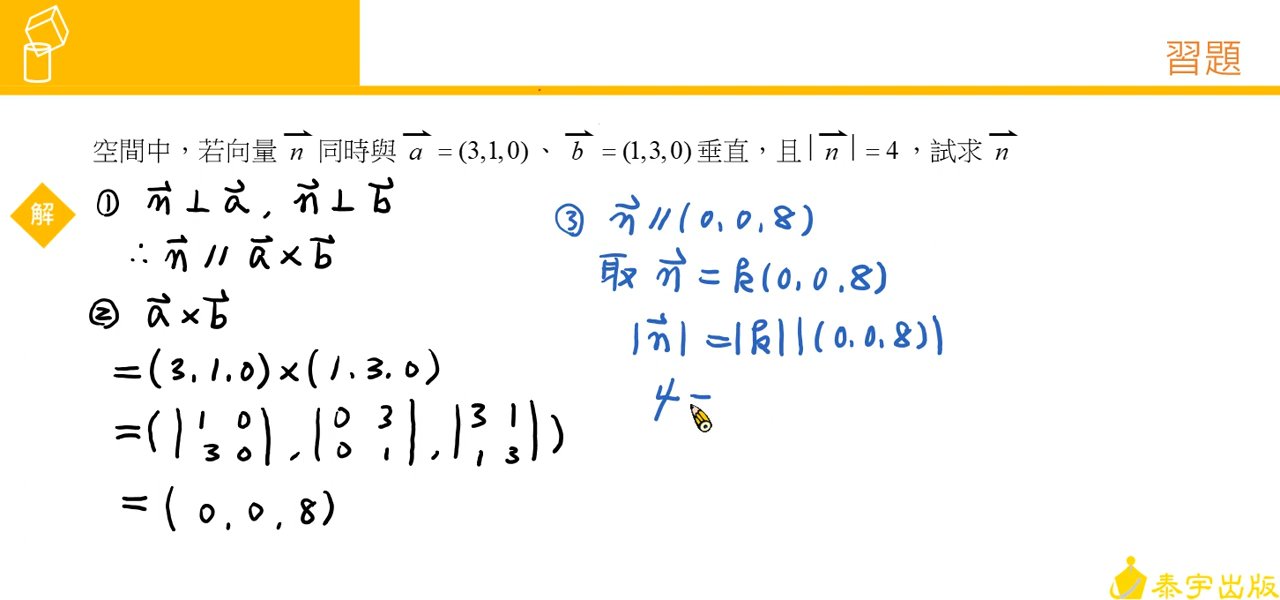 習題
空間中，若向量 n⃗ 同時與 a⃗ = (3,1,0)、 b⃗ = (1,3,0) 垂直，且 | n⃗ | = 4 ，試求 n⃗
解
① n⃗ ⊥ a⃗ , n⃗ ⊥ b⃗
∴ n⃗ // a⃗ × b⃗
② a⃗ × b⃗
= (3, 1, 0) × (1, 3, 0)
= ( | 1 0 | , | 0 3 | , | 3 1 | )
| 3 0 | | 0 1 | | 1 3 |
= ( 0, 0, 8 )
③ n⃗ // ( 0, 0, 8 )
取 n⃗ = k ( 0, 0, 8 )
| n⃗ | = | k | | ( 0, 0, 8 ) |
4 =
泰宇出版